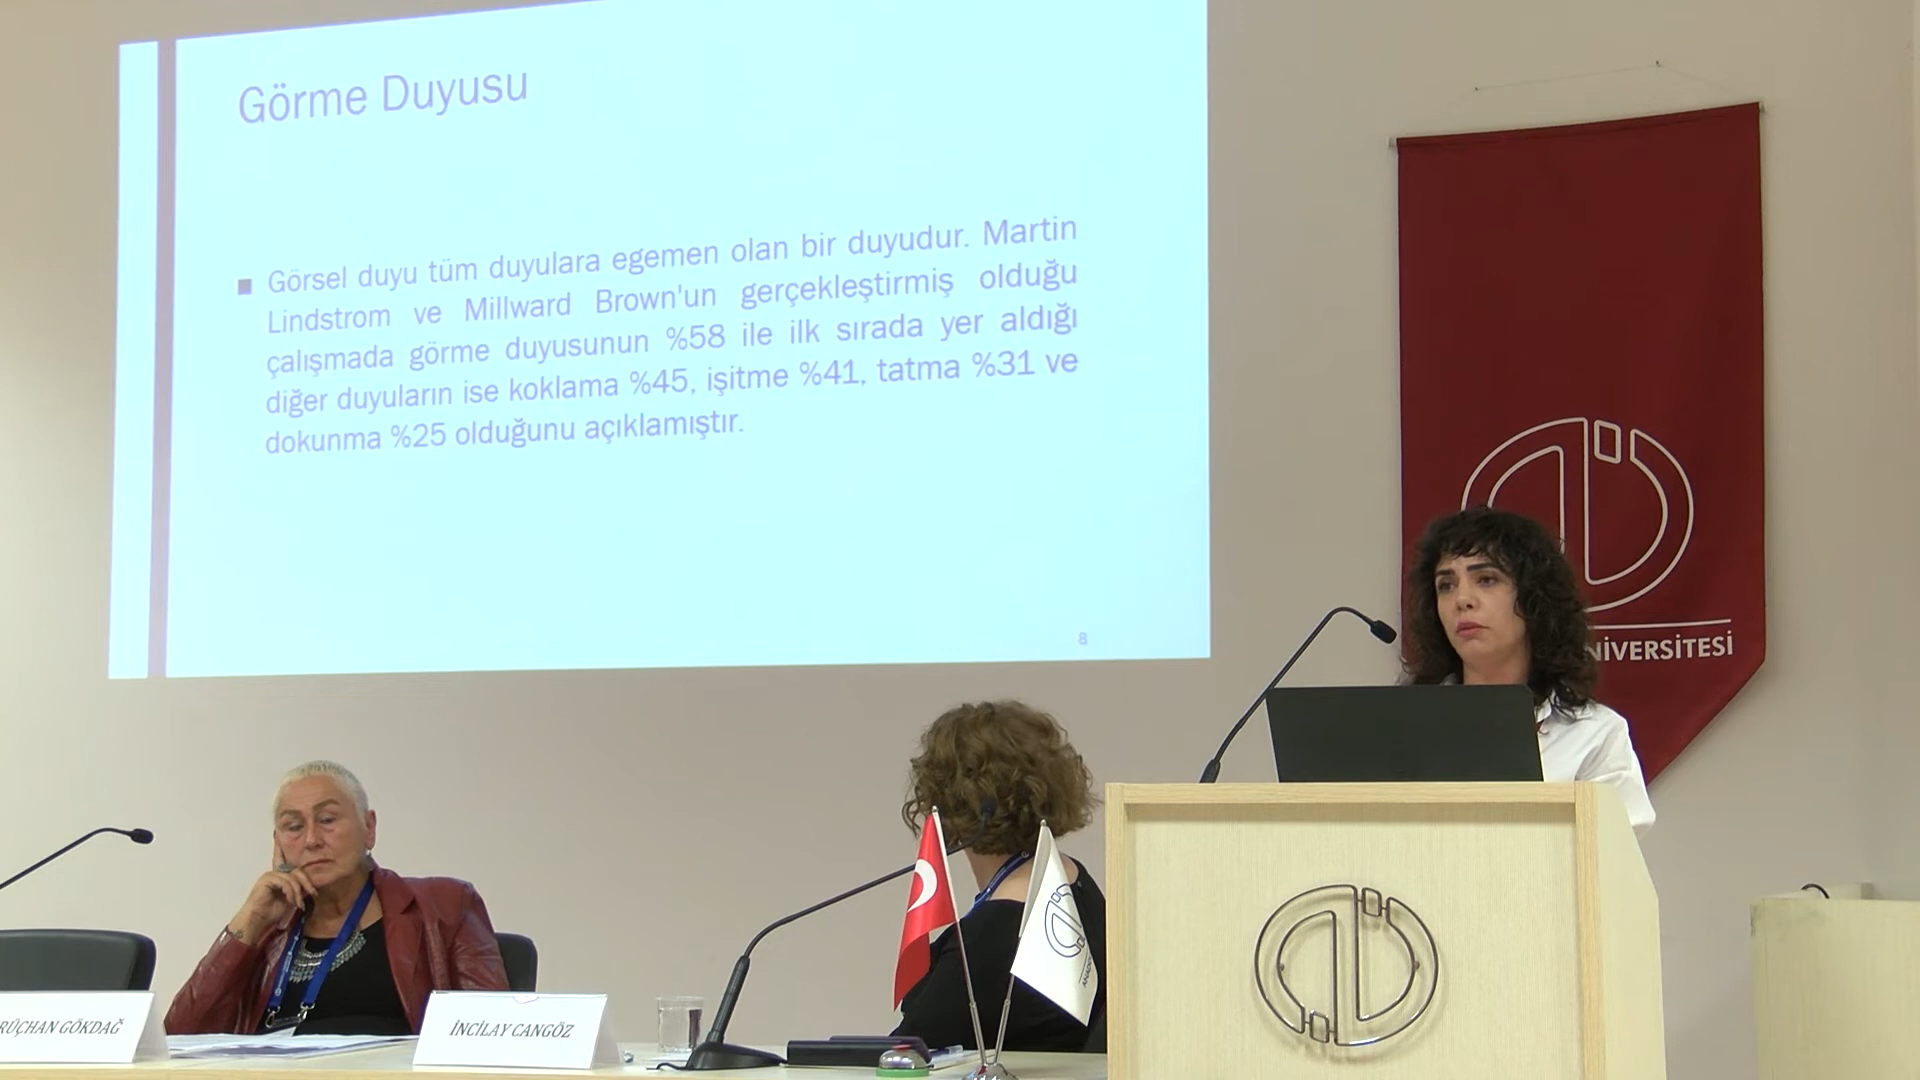 Görme Duyusu
■ Görsel duyu tüm duyulara egemen olan bir duyudur. Martin
Lindstrom ve Millward Brown'un gerçekleştirmiş olduğu
çalışmada görme duyusunun %58 ile ilk sırada yer aldığı
diğer duyuların ise koklama %45, işitme %41, tatma %31 ve
dokunma %25 olduğunu açıklamıştır.
8
NİVERSİTESİ
RÜÇHAN GÖKDAĞ
İNCİLAY CANGÖZ